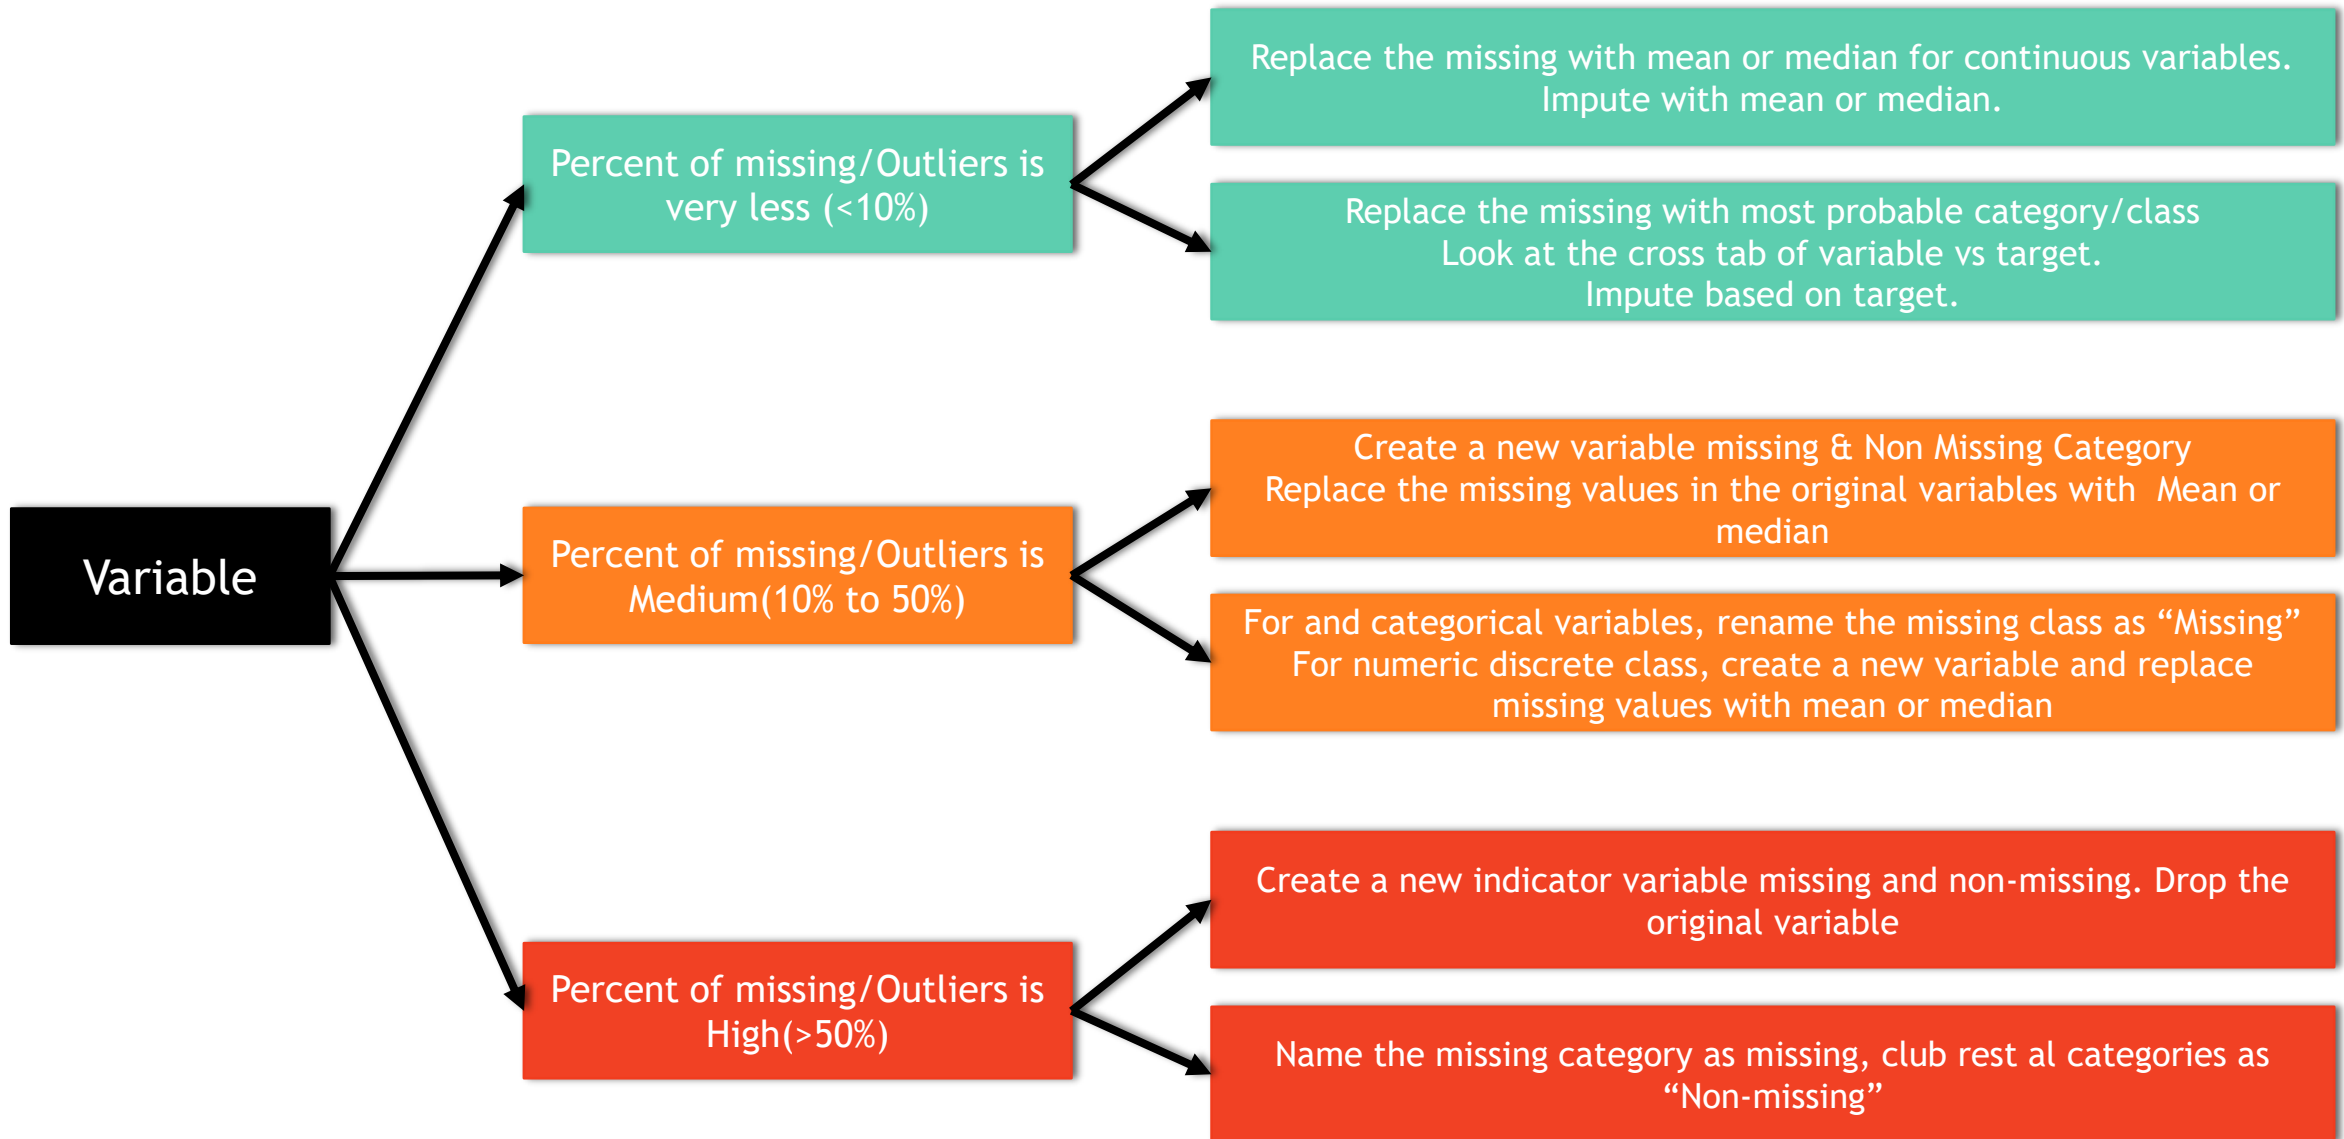 Replace the missing with mean or median for continuous variables.
Impute with mean or median.
Percent of missing/Outliers is
very less (<10%)
Replace the missing with most probable category/class
Look at the cross tab of variable vs target.
Impute based on target.
Create a new variable missing & Non Missing Category
Replace the missing values in the original variables with  Mean or
median
Variable
Percent of missing/Outliers is
Medium(10% to 50%)
For and categorical variables, rename the missing class as “Missing”
For numeric discrete class, create a new variable and replace
missing values with mean or median
Create a new indicator variable missing and non-missing. Drop the
original variable
Percent of missing/Outliers is
High(>50%)
Name the missing category as missing, club rest al categories as
“Non-missing”